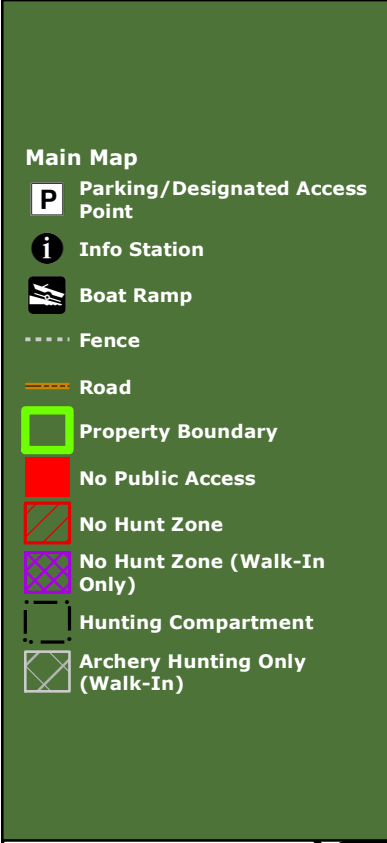 Main Map
P
Parking/Designated Access
Point
i
Info Station
Boat Ramp
Fence
Road
Property Boundary
No Public Access
No Hunt Zone
No Hunt Zone (Walk-In
Only)
Hunting Compartment
Archery Hunting Only
(Walk-In)